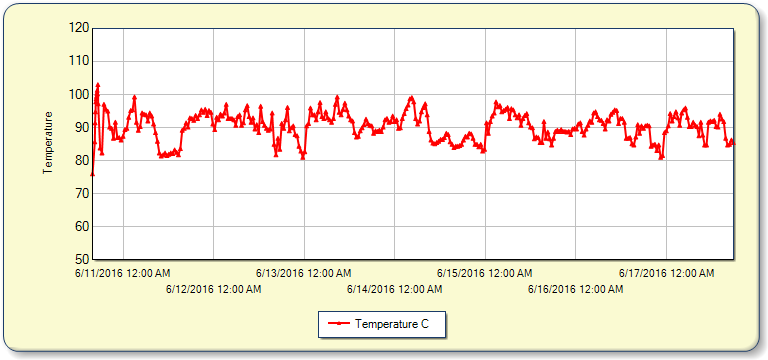 120
110
100
90
80
70
60
50
Temperature
6/11/2016 12:00 AM
6/12/2016 12:00 AM
6/13/2016 12:00 AM
6/14/2016 12:00 AM
6/15/2016 12:00 AM
6/16/2016 12:00 AM
6/17/2016 12:00 AM
Temperature C